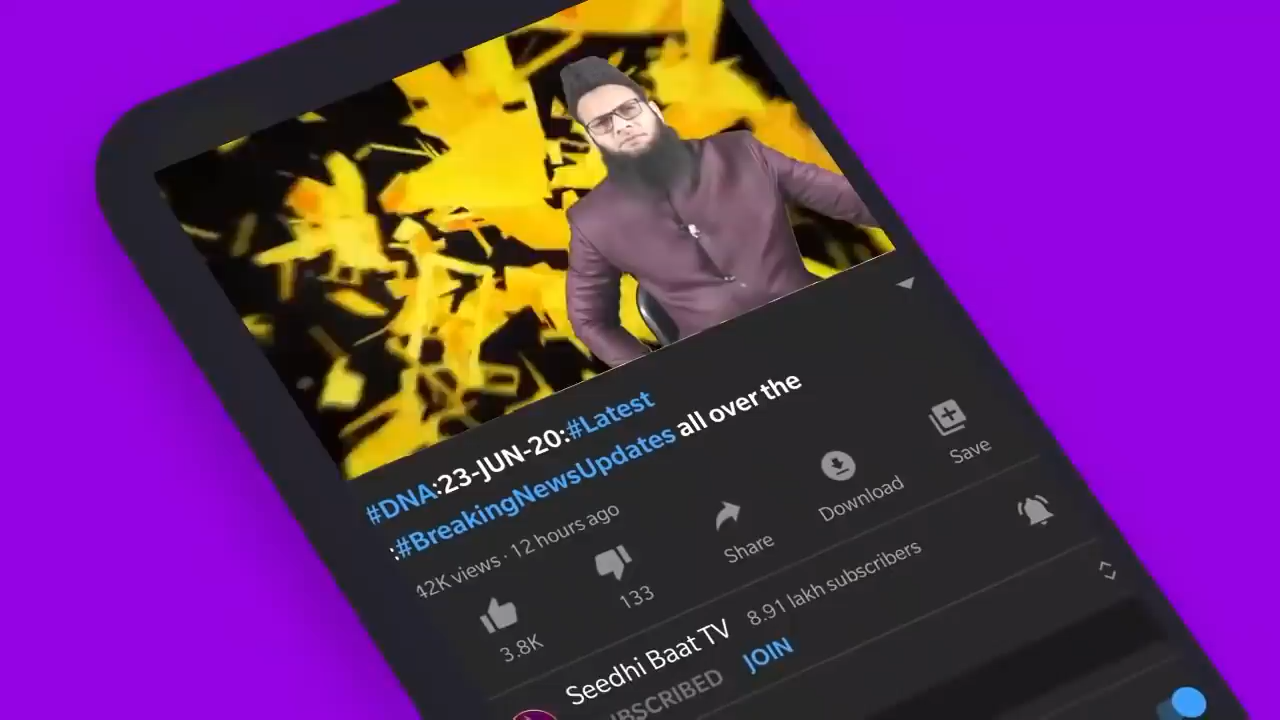 #DNA:23-JUN-20:#Latest
:#BreakingNewsUpdates all over the
42K views · 12 hours ago
3.8K
133
Share
Download
Save
Seedhi Baat TV 8.91 lakh subscribers
JOIN